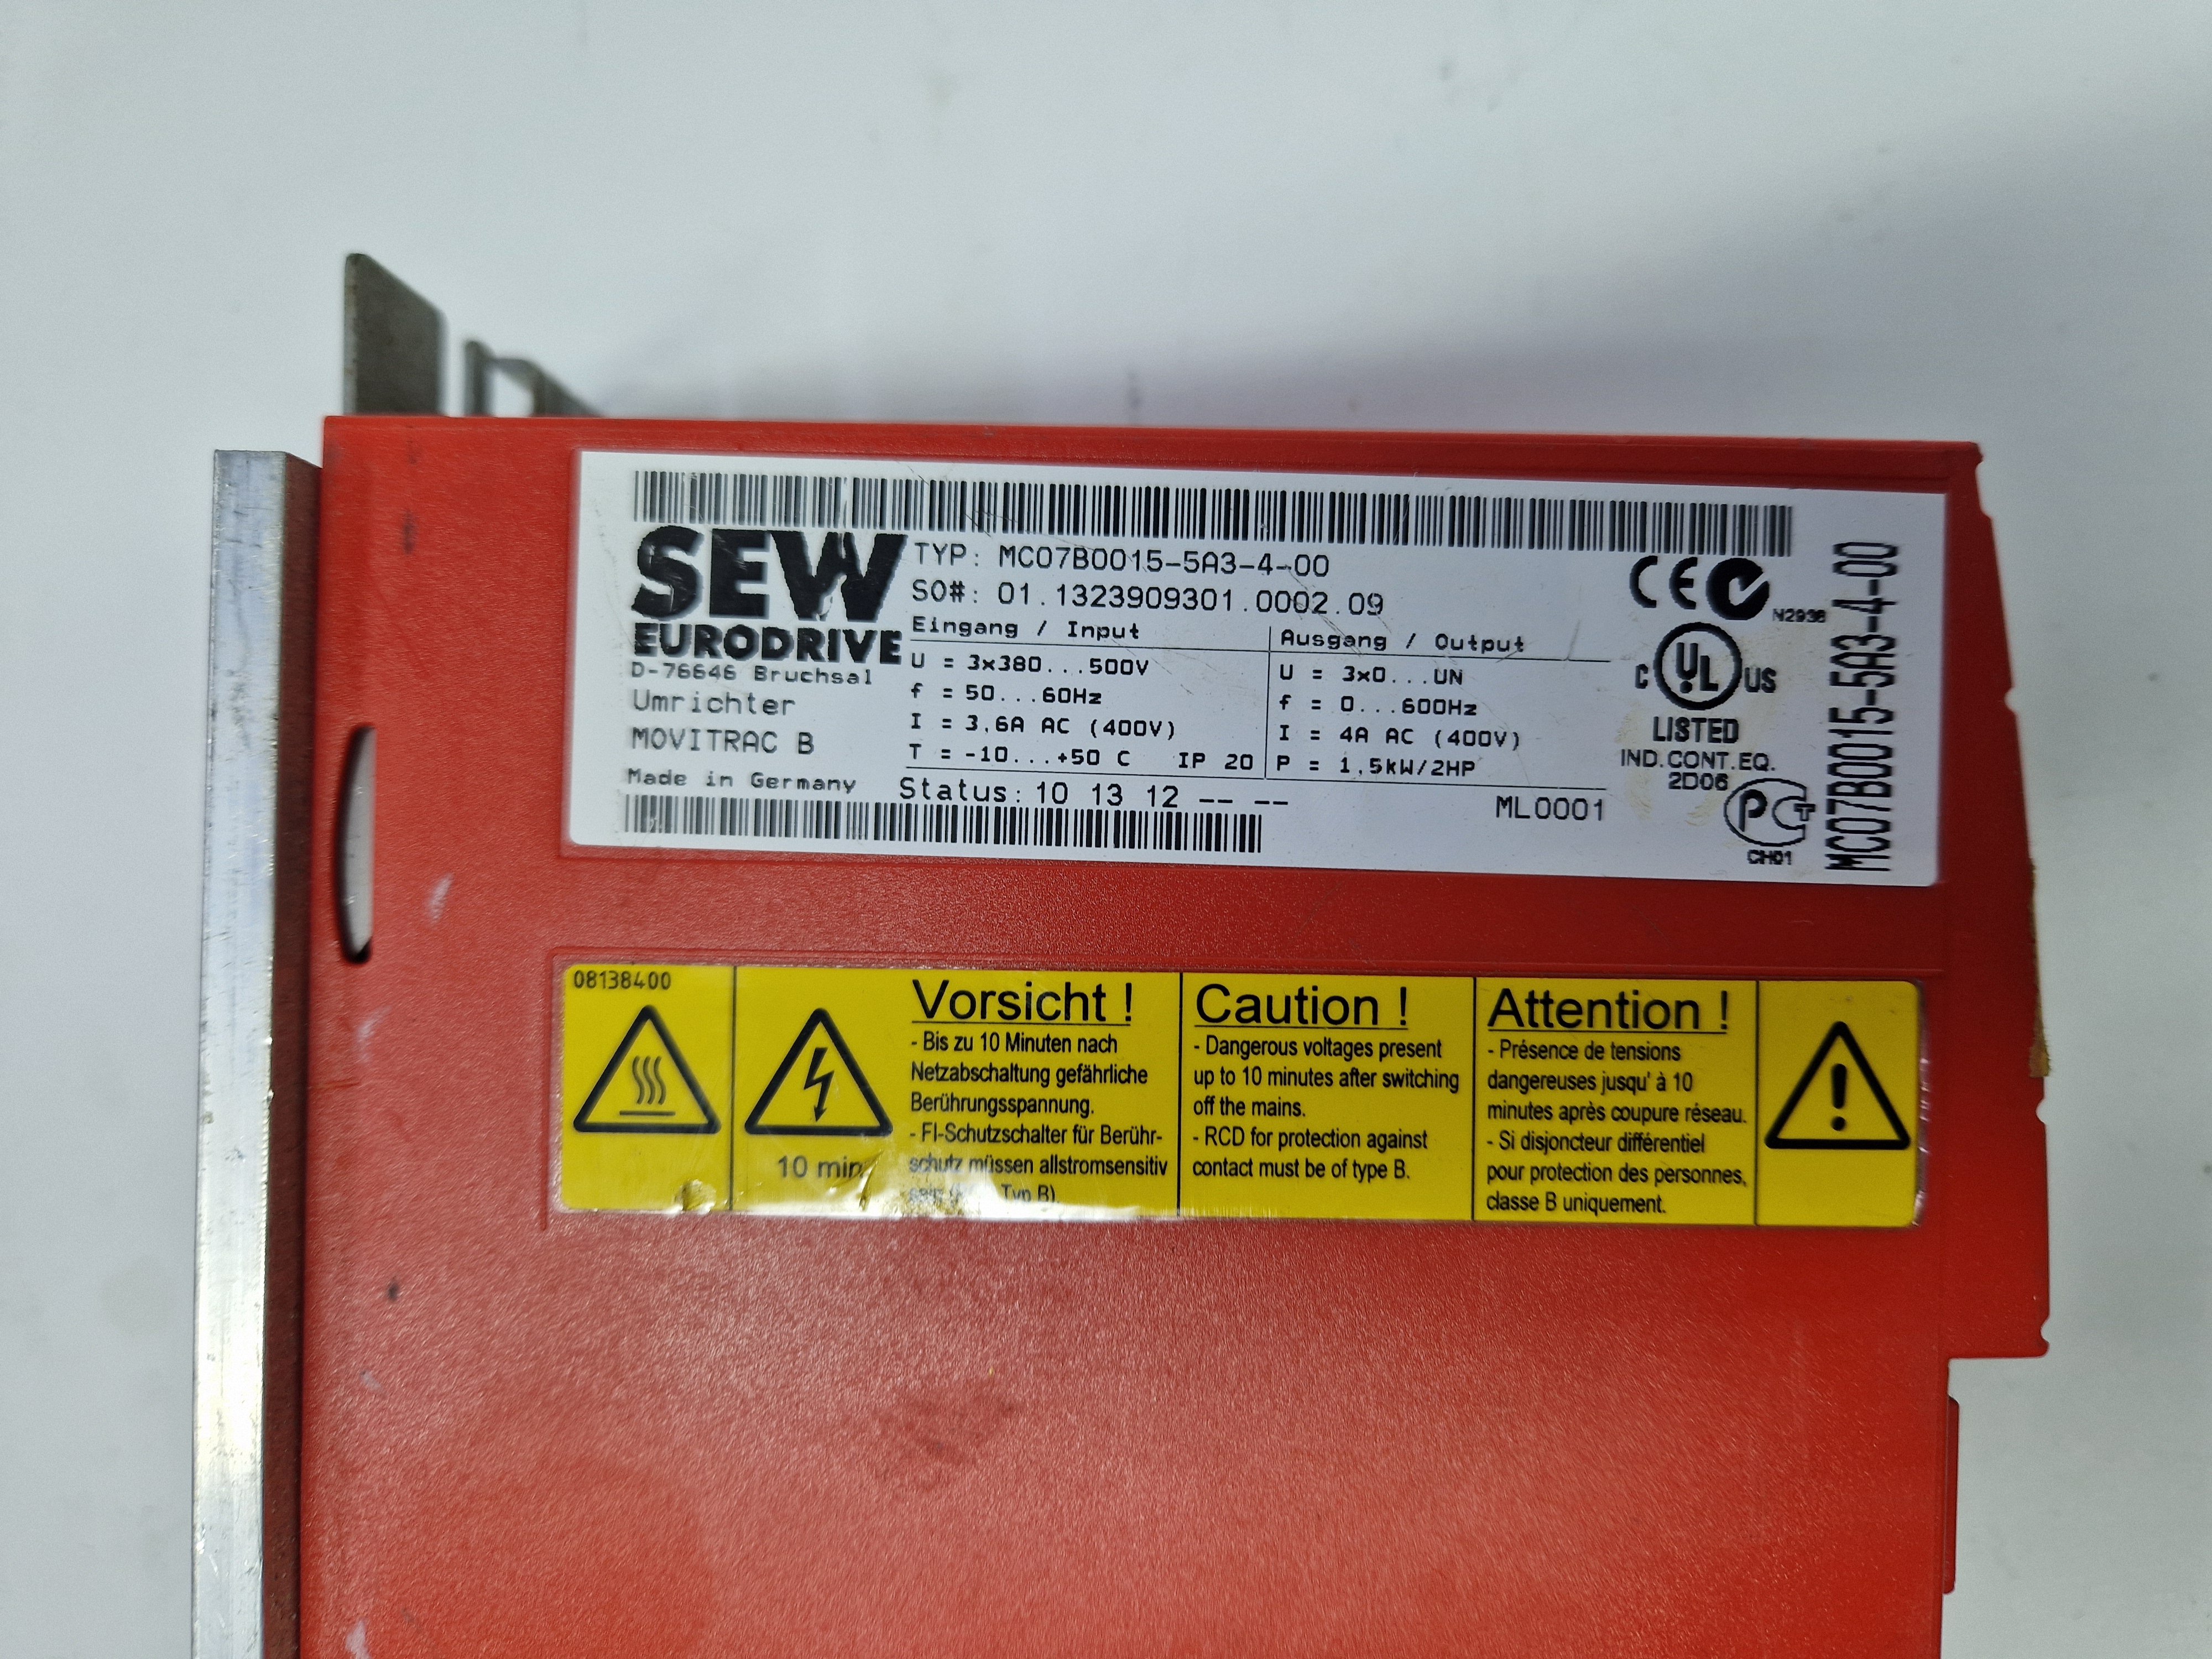 SEW
EURODRIVE
D-76646 Bruchsal
Umrichter
MOVITRAC B
Made in Germany
TYP: MC07B0015-5A3-4-00
SO#: 01.1323909301.0002.09
Eingang / Input
U = 3x380...500V
f = 50...60Hz
I = 3,6A AC (400V)
T = -10...+50 C IP 20
Ausgang / Output
U = 3x0...UN
f = 0...600Hz
I = 4A AC (400V)
P = 1,5kW/2HP
Status: 10 13 12 -- --
ML0001
CE
N2936
C UL US
LISTED
IND.CONT.EQ.
2D06
PCT
CH01
MC07B0015-5A3-4-00
08138400
10 min
Vorsicht !
- Bis zu 10 Minuten nach
Netzabschaltung gefährliche
Berührungsspannung.
- FI-Schutzschalter für Berühr-
schutz müssen allstromsensitiv
Typ B).
Caution !
- Dangerous voltages present
up to 10 minutes after switching
off the mains.
- RCD for protection against
contact must be of type B.
Attention !
- Présence de tensions
dangereuses jusqu' à 10
minutes après coupure réseau.
- Si disjoncteur différentiel
pour protection des personnes,
classe B uniquement.